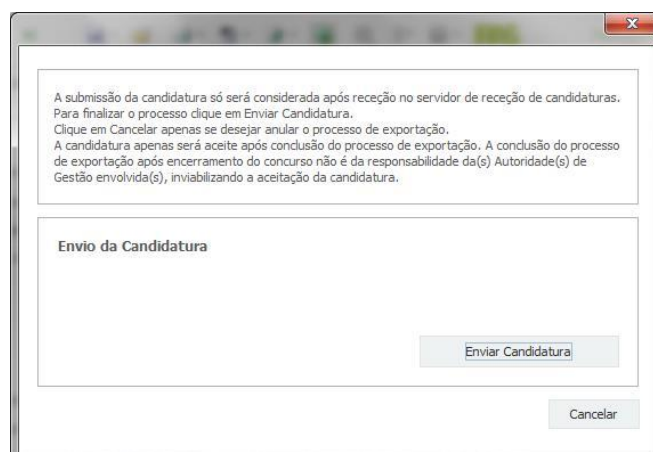 A submissão da candidatura só será considerada após receção no servidor de receção de candidaturas.
Para finalizar o processo clique em Enviar Candidatura.
Clique em Cancelar apenas se desejar anular o processo de exportação.
A candidatura apenas será aceite após conclusão do processo de exportação. A conclusão do processo
de exportação após encerramento do concurso não é da responsabilidade da(s) Autoridade(s) de
Gestão envolvida(s), inviabilizando a aceitação da candidatura.
Envio da Candidatura
Enviar Candidatura
Cancelar